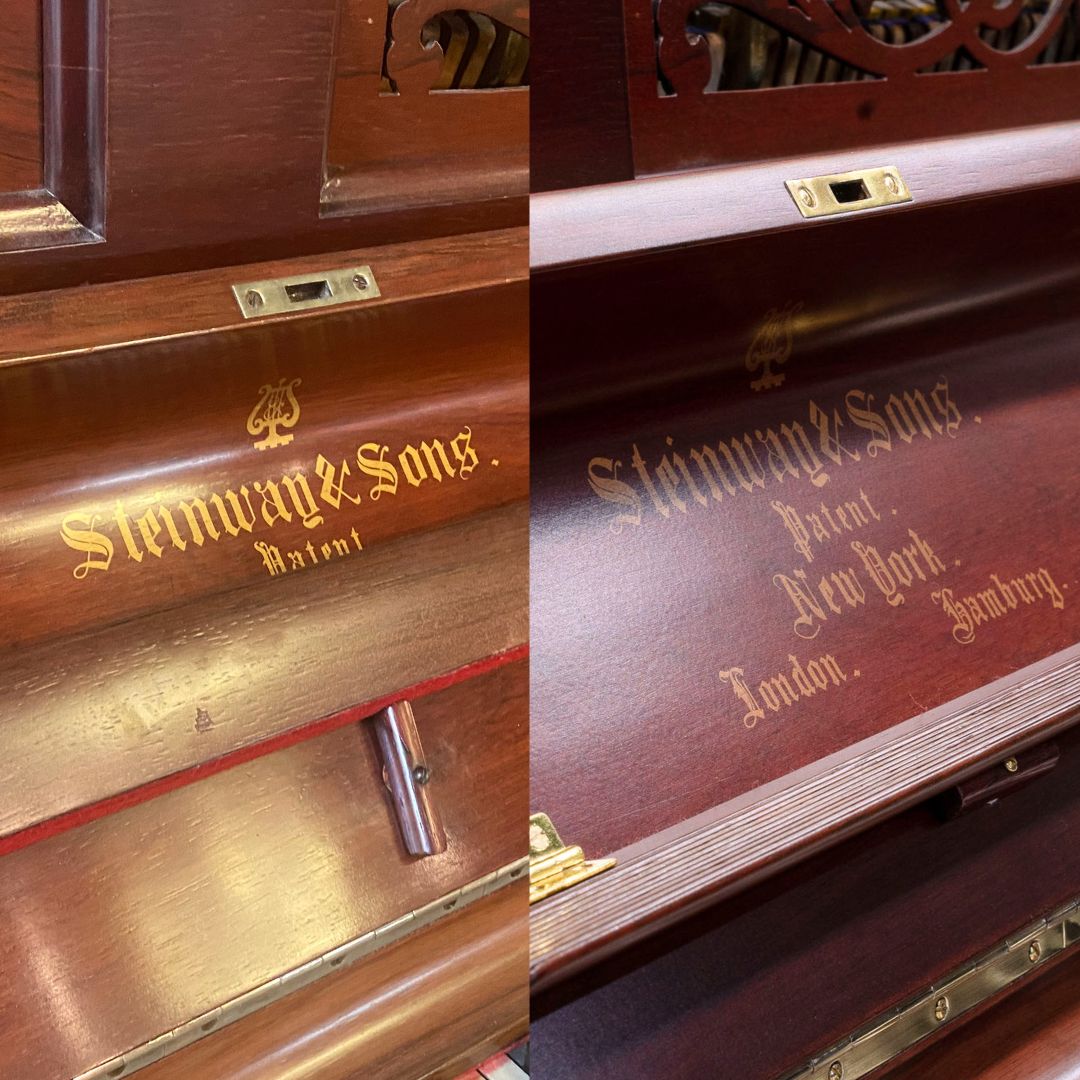 Steinway & Sons.
Patent
Steinway & Sons.
Patent.
New York.
Hamburg.
London.